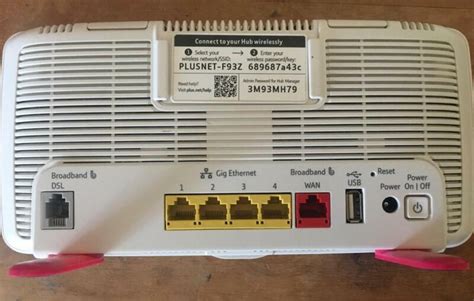 Connect to your Hub wirelessly
1 Select your wireless network/SSID:
PLUSNET-F93Z
2 Enter your wireless password/key:
689687a43c
Need help?
Visit plus.net/help
Admin Password for Hub Manager
3M93MH79
Broadband
DSL
Gig Ethernet
1 2 3 4
Broadband
WAN
USB
Reset
Power
Power
On | Off